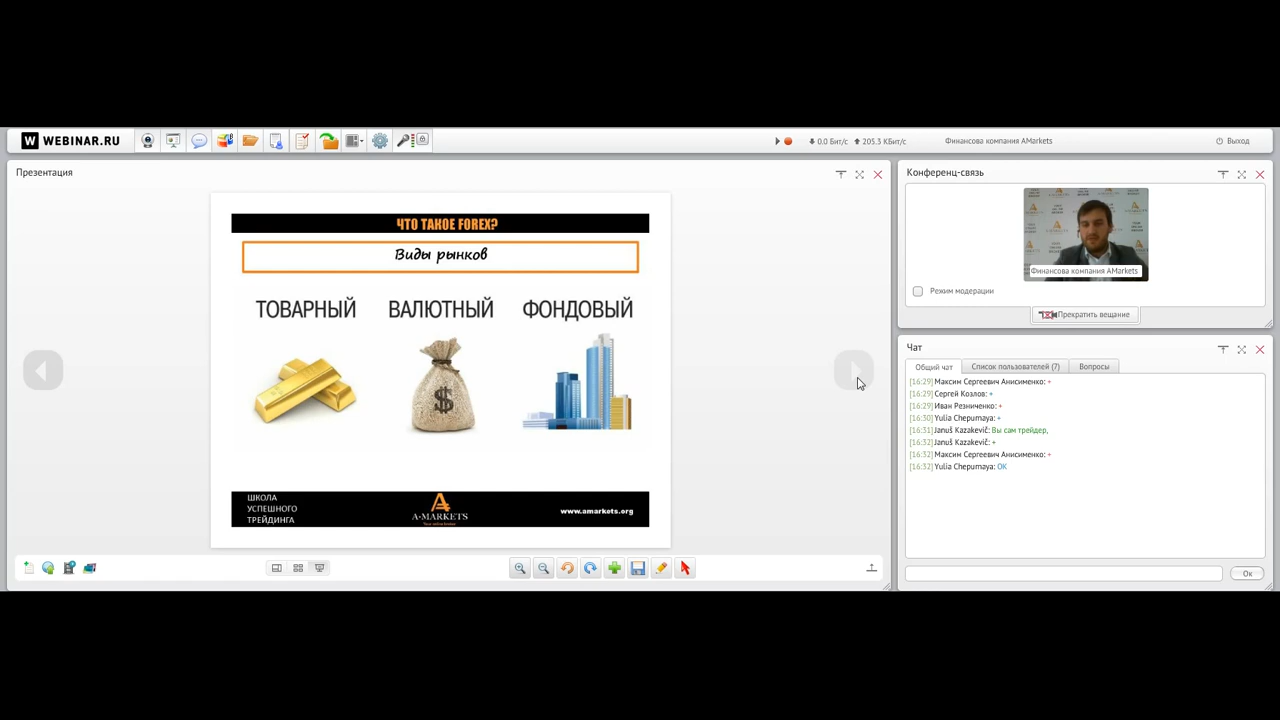 W WEBINAR.RU
0.0 Бит/с 205.3 КБит/с
Финансова компания AMarkets
Выход
Презентация
ЧТО ТАКОЕ FOREX?
Виды рынков
ТОВАРНЫЙ ВАЛЮТНЫЙ ФОНДОВЫЙ
$
ШКОЛА
УСПЕШНОГО
ТРЕЙДИНГА
A-MARKETS
www.amarkets.org
Конференц-связь
Финансова компания AMarkets
Режим модерации
Прекратить вещание
Чат
Общий чат Список пользователей (7) Вопросы
[16:29] Максим Сергеевич Анисименко: +
[16:29] Сергей Козлов: +
[16:29] Иван Резниченко: +
[16:30] Yulia Chepurnaya: +
[16:31] Januš Kazakevič: Вы сам трейдер,
[16:32] Januš Kazakevič: +
[16:32] Максим Сергеевич Анисименко: +
[16:32] Yulia Chepurnaya: OK
Ок